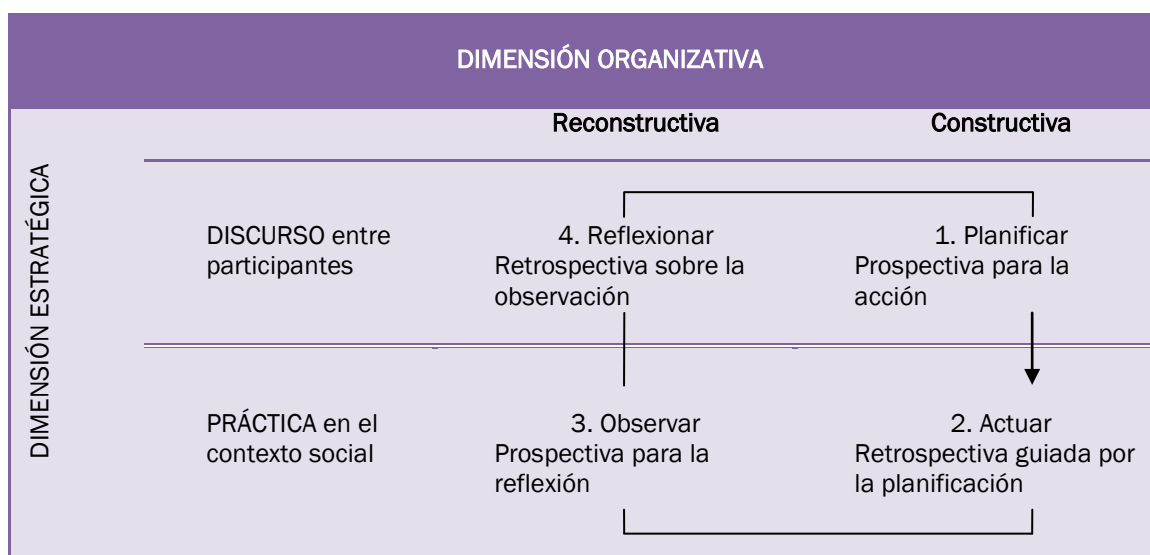 DIMENSIÓN ORGANIZATIVA
Reconstructiva
Constructiva
DIMENSIÓN ESTRATÉGICA
DISCURSO entre
participantes
4. Reflexionar
Retrospectiva sobre la
observación
1. Planificar
Prospectiva para la
acción
PRÁCTICA en el
contexto social
3. Observar
Prospectiva para la
reflexión
2. Actuar
Retrospectiva guiada por
la planificación